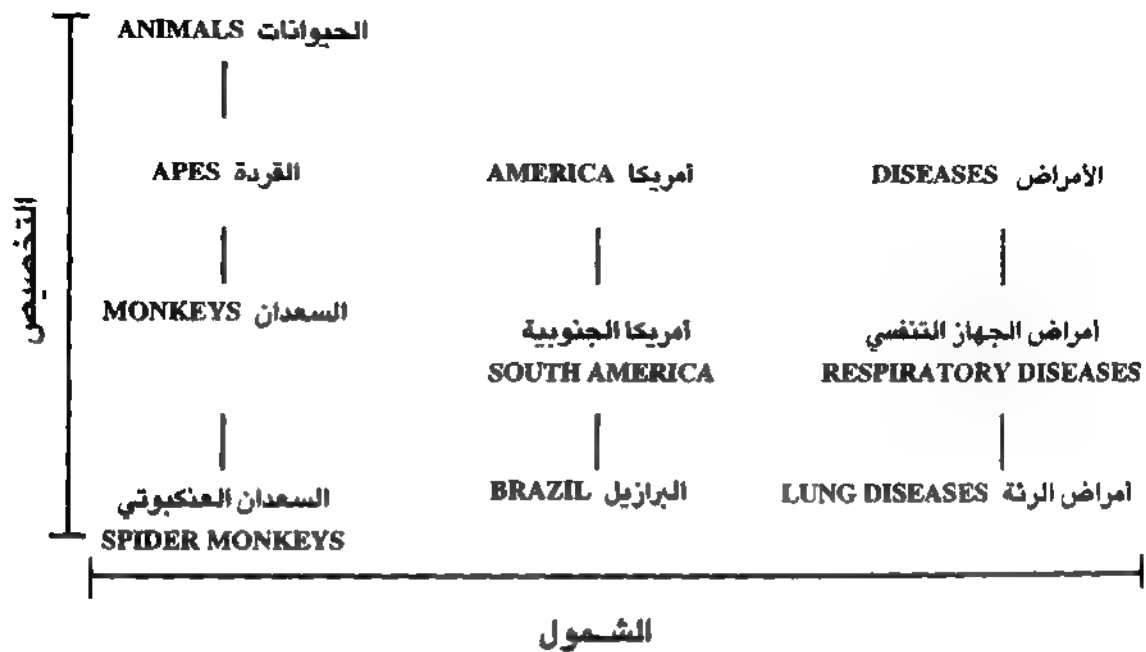 ANIMALS الحيوانات
APES القردة
AMERICA أمريكا
DISEASES الأمراض
التخصيص
MONKEYS السعدان
أمريكا الجنوبية
SOUTH AMERICA
أمراض الجهاز التنفسي
RESPIRATORY DISEASES
السعدان العنكبوتي
SPIDER MONKEYS
BRAZIL البرازيل
LUNG DISEASES أمراض الرئة
الشمول